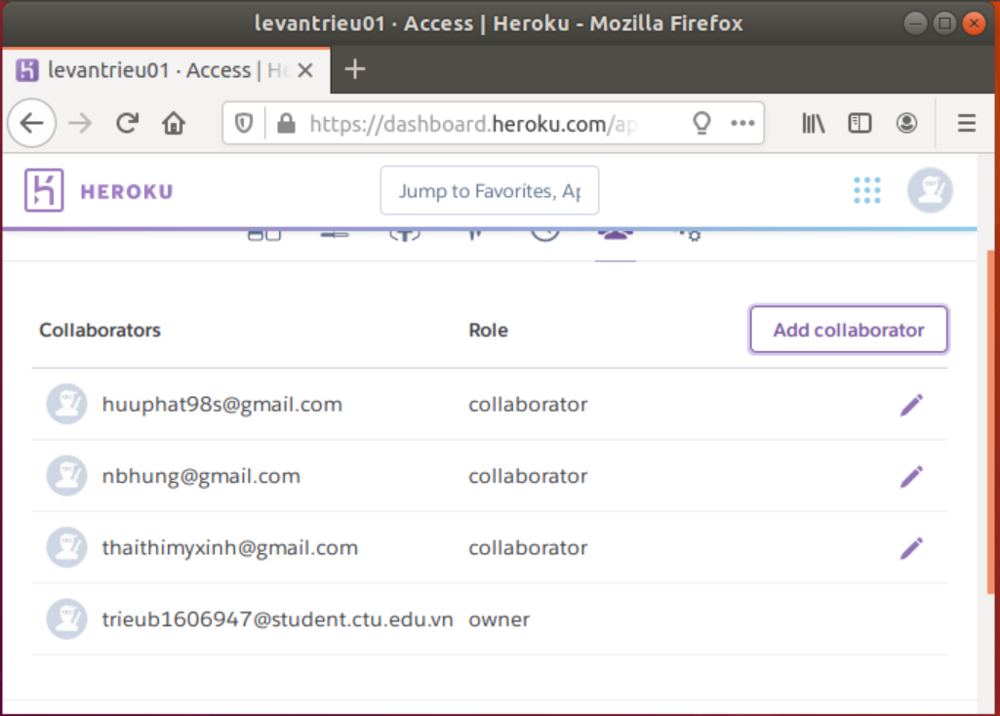 levantrieu01 · Access | Heroku - Mozilla Firefox
levantrieu01 · Access | He
https://dashboard.heroku.com/ap
HEROKU
Jump to Favorites, Ap
Collaborators Role Add collaborator
huuphat98s@gmail.com collaborator
nbhung@gmail.com collaborator
thaithimyxinh@gmail.com collaborator
trieub1606947@student.ctu.edu.vn owner